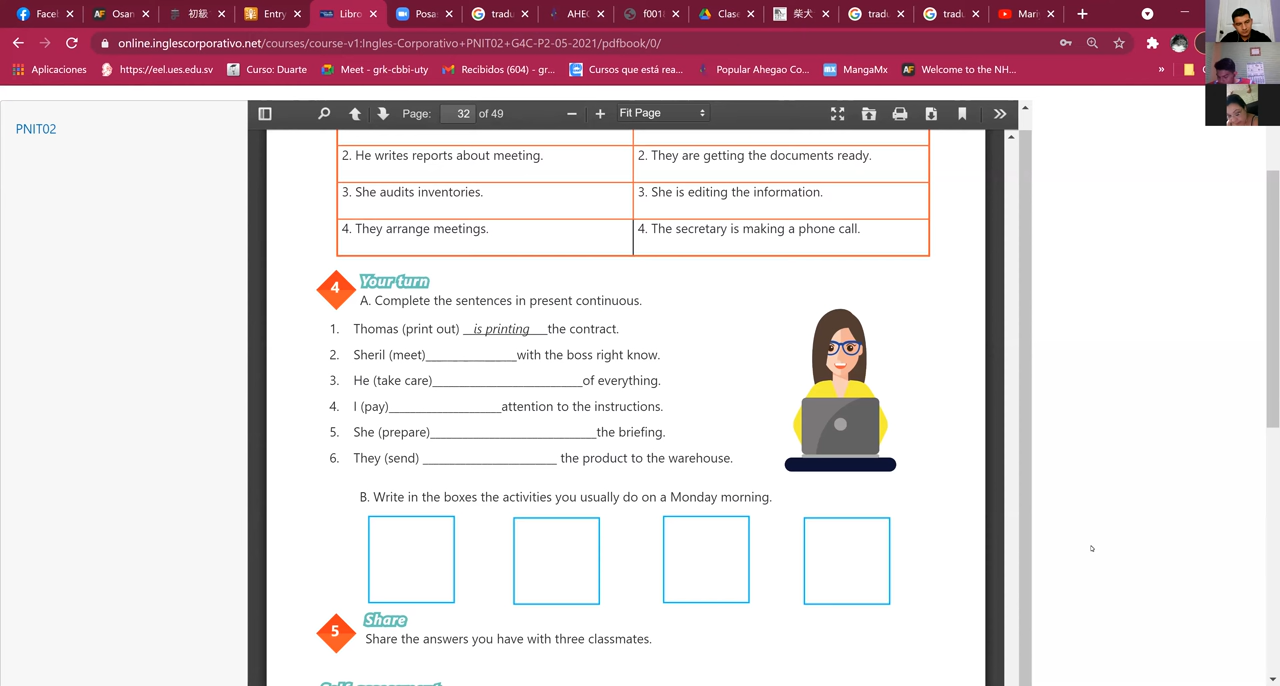 Facel
Osan
初級
Entry
Libro
Posa
tradu
AHEC
f001
Clase
柴犬
tradu
tradu
Mari
online.inglescorporativo.net/courses/course-v1:Ingles-Corporativo+PNIT02+G4C-P2-05-2021/pdfbook/0/
Aplicaciones
https://eel.ues.edu.sv
Curso: Duarte
Meet - grk-cbbi-uty
Recibidos (604) - gr...
Cursos que está rea...
Popular Ahegao Co...
MangaMx
Welcome to the NH...
PNIT02
Page: 32 of 49
Fit Page
2. He writes reports about meeting.
2. They are getting the documents ready.
3. She audits inventories.
3. She is editing the information.
4. They arrange meetings.
4. The secretary is making a phone call.
4 Your turn
A. Complete the sentences in present continuous.
1. Thomas (print out) __is printing___the contract.
2. Sheril (meet)______________with the boss right know.
3. He (take care)_______________________of everything.
4. I (pay)_________________attention to the instructions.
5. She (prepare)_________________________the briefing.
6. They (send) ____________________ the product to the warehouse.
B. Write in the boxes the activities you usually do on a Monday morning.
5 Share
Share the answers you have with three classmates.